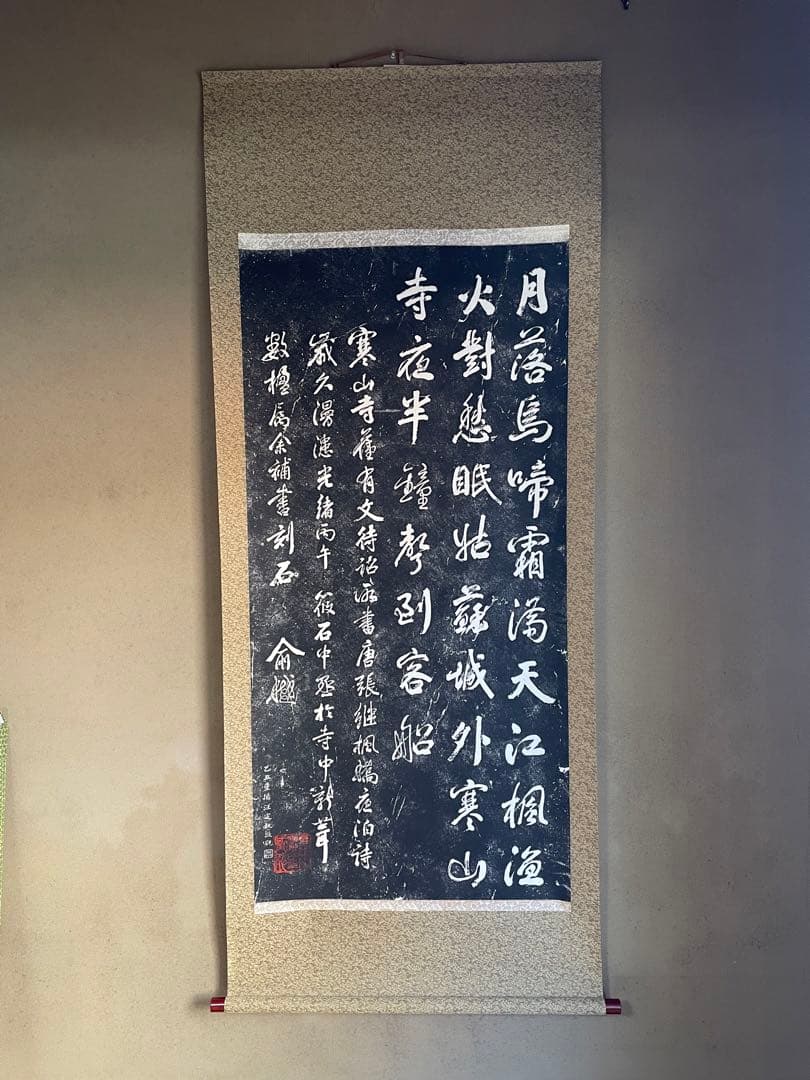 月落烏啼霜滿天江楓漁
火對愁眠姑蘇城外寒山
寺夜半鐘聲到客船
寒山寺舊有文待詔所書唐張繼楓橋夜泊詩
歲久漫漶光緒丙午筱石中丞於寺中新葺
數楹屬余補書刻石
俞樾